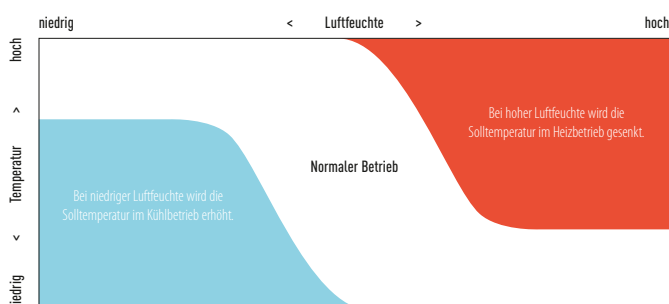 niedrig < Luftfeuchte > hoch
hoch
>
Temperatur
<
Bei hoher Luftfeuchte wird die
Solltemperatur im Heizbetrieb gesenkt.
Normaler Betrieb
Bei niedriger Luftfeuchte wird die
Solltemperatur im Kühlbetrieb erhöht.
niedrig